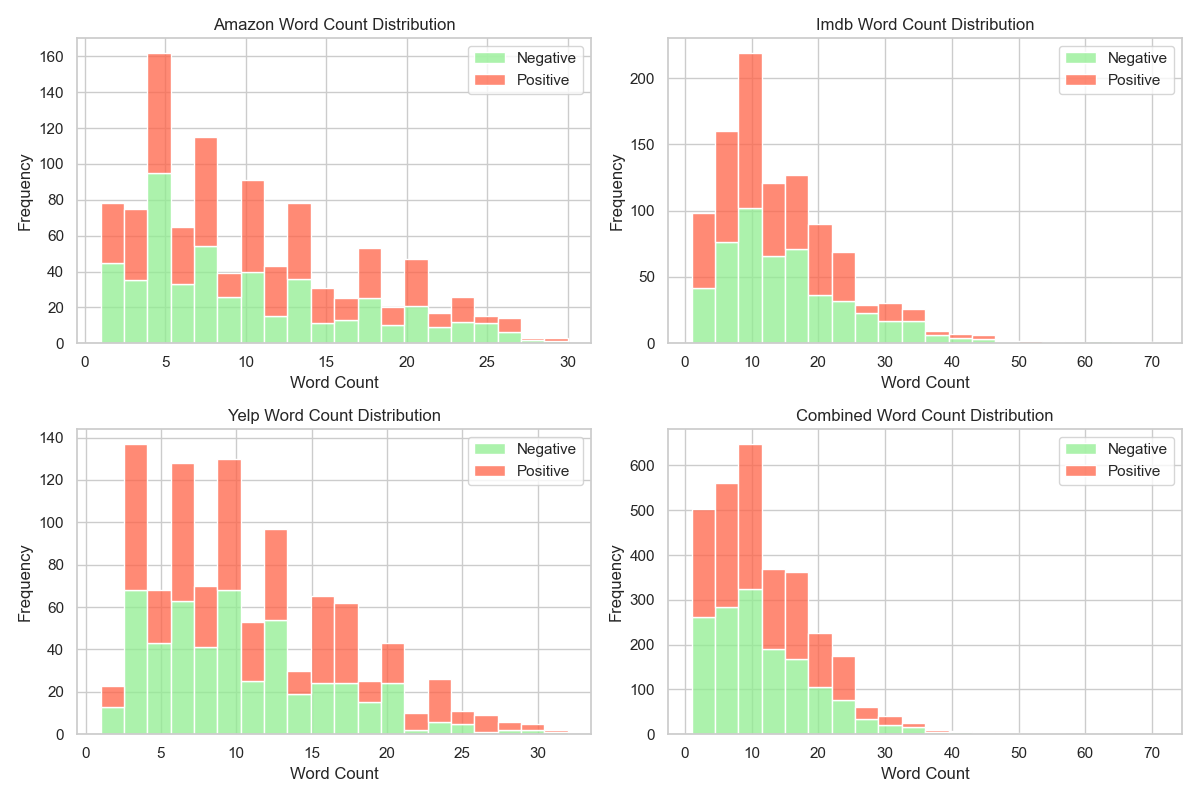 Amazon Word Count Distribution
Negative
Positive
Frequency
160
140
120
100
80
60
40
20
0
0 5 10 15 20 25 30
Word Count
Imdb Word Count Distribution
Negative
Positive
Frequency
200
150
100
50
0
0 10 20 30 40 50 60 70
Word Count
Yelp Word Count Distribution
Negative
Positive
Frequency
140
120
100
80
60
40
20
0
0 5 10 15 20 25 30
Word Count
Combined Word Count Distribution
Negative
Positive
Frequency
600
500
400
300
200
100
0
0 10 20 30 40 50 60 70
Word Count